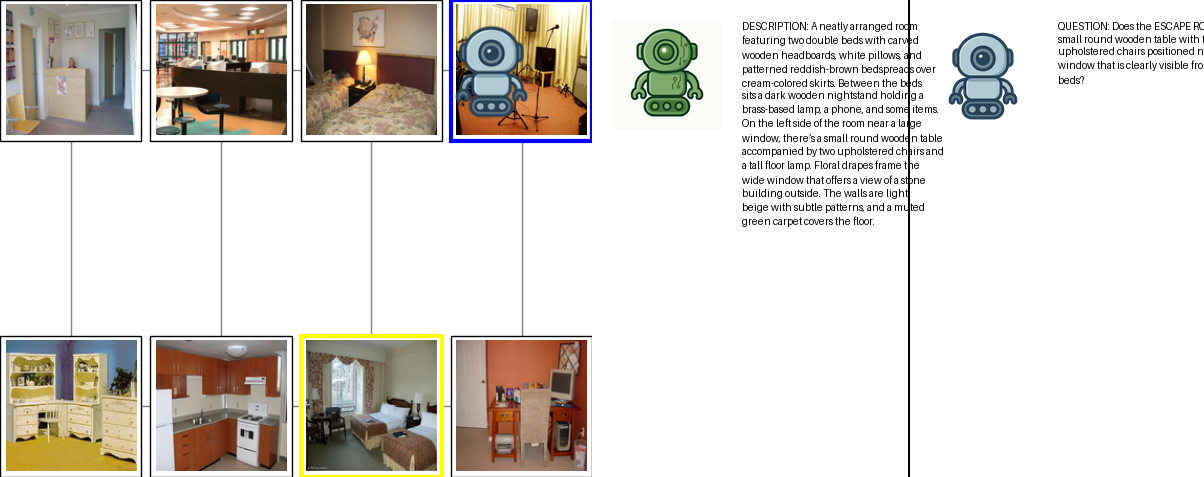 DESCRIPTION: A neatly arranged room
featuring two double beds with carved
wooden headboards, white pillows, and
patterned reddish-brown bedspreads over
cream-colored skirts. Between the beds
sits a dark wooden nightstand holding a
brass-based lamp, a phone, and some items.
On the left side of the room near a large
window, there's a small round wooden table
accompanied by two upholstered chairs and
a tall floor lamp. Floral drapes frame the
wide window that offers a view of a stone
building outside. The walls are light
beige with subtle patterns, and a muted
green carpet covers the floor.
QUESTION: Does the ESCAPE RO
small round wooden table with t
upholstered chairs positioned n
window that is clearly visible fro
beds?